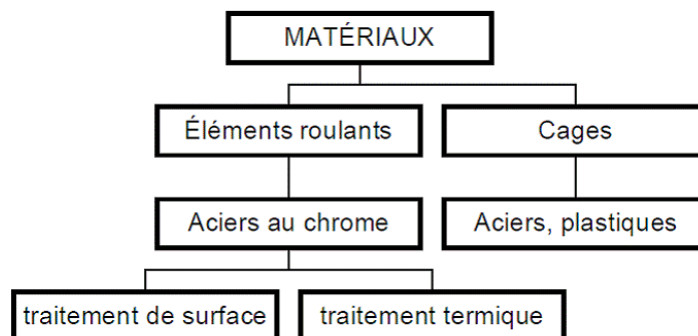 MATÉRIAUX
Éléments roulants
Cages
Aciers au chrome
Aciers, plastiques
traitement de surface
traitement termique